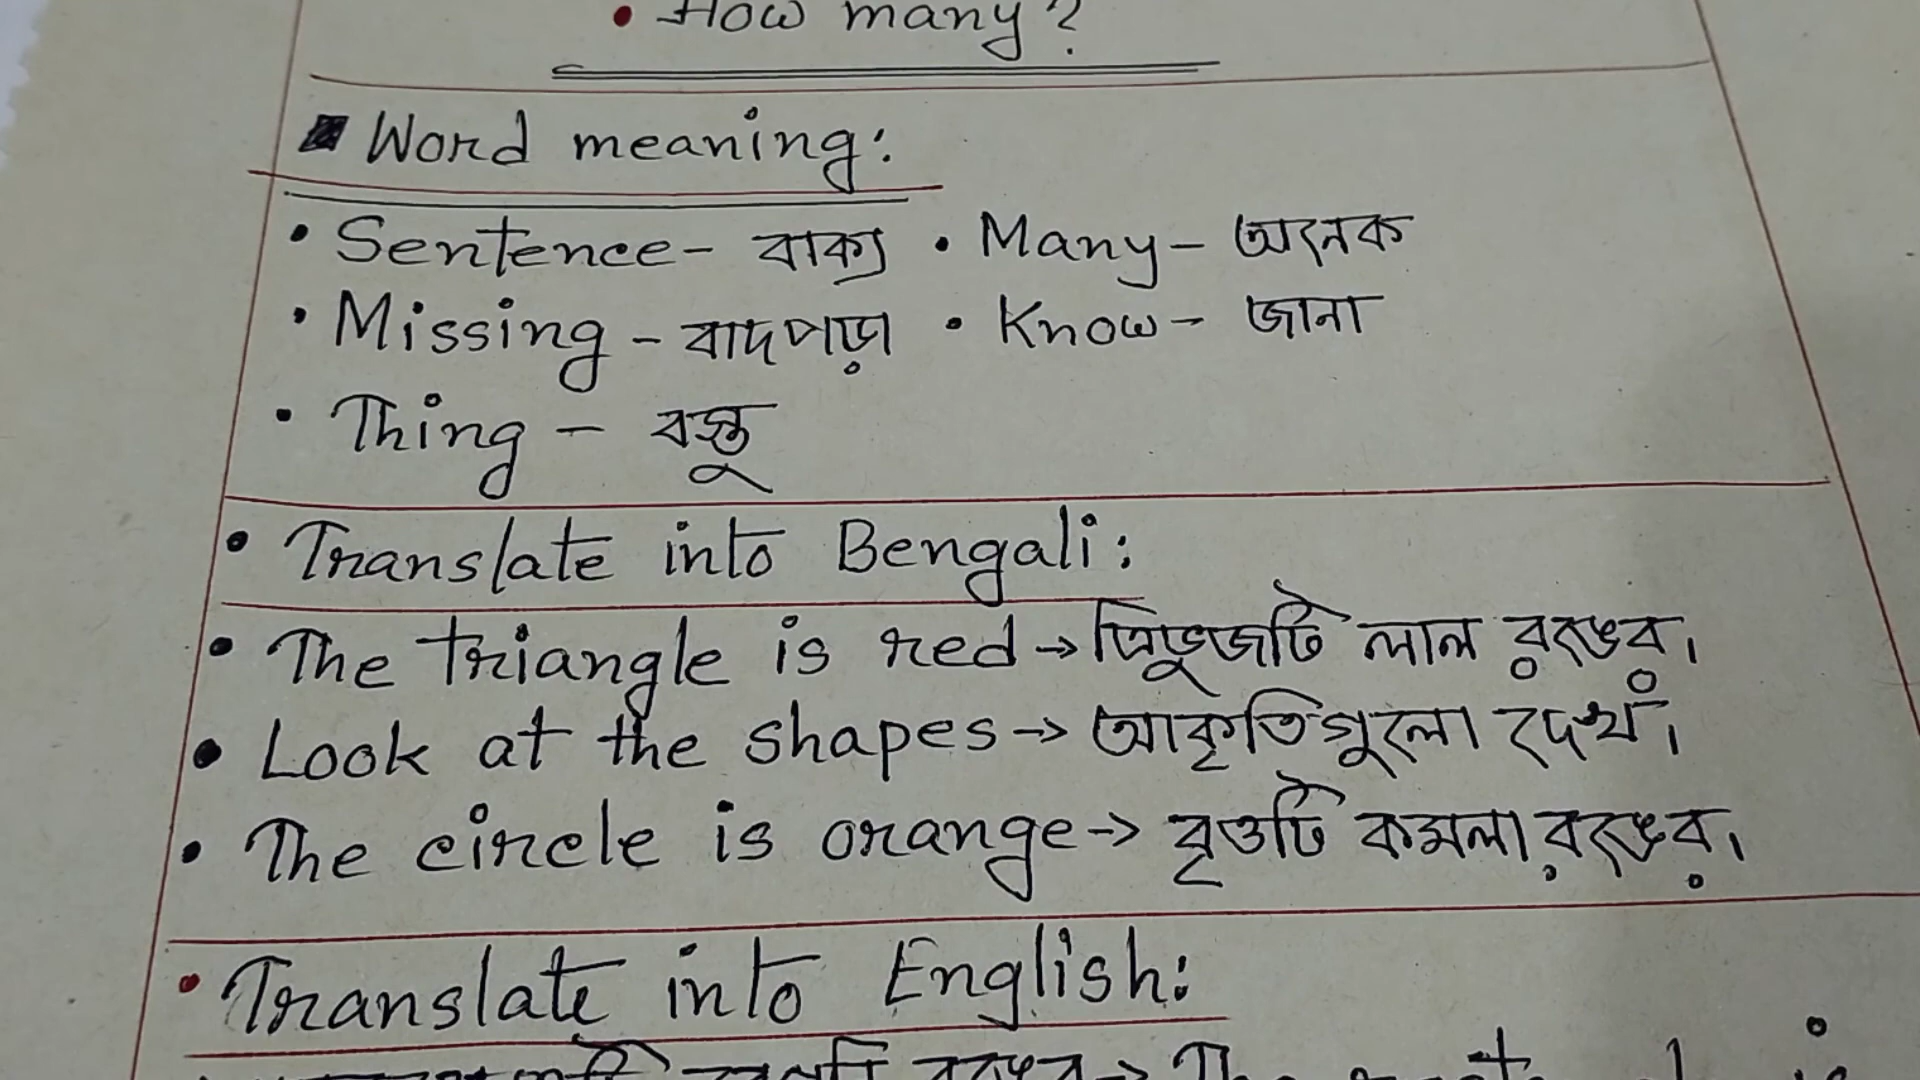 • How many?
Word meaning:
• Sentence - বাক্য • Many - অনেক
• Missing - বাদপড়া • Know - জানা
• Thing - বস্তু
• Translate into Bengali:
• The triangle is red → ত্রিভুজটি লাল রঙের।
• Look at the shapes → আকৃতিগুলো দেখ।
• The circle is orange → বৃত্তটি কমলা রঙের।
• Translate into English: